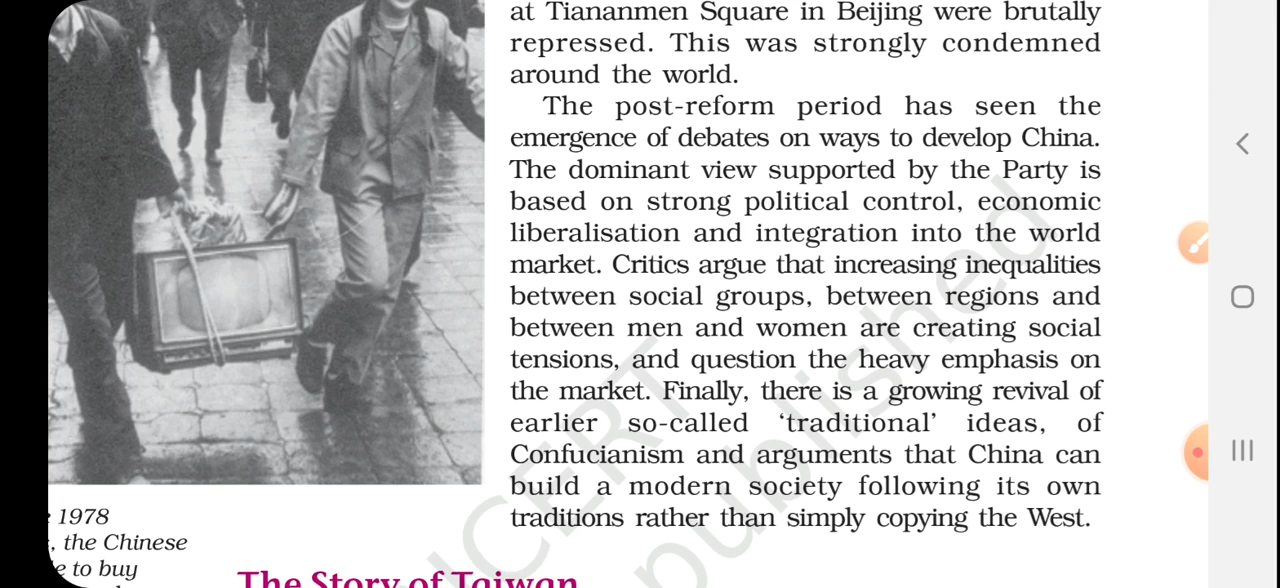 at Tiananmen Square in Beijing were brutally
repressed. This was strongly condemned
around the world.
The post-reform period has seen the
emergence of debates on ways to develop China.
The dominant view supported by the Party is
based on strong political control, economic
liberalisation and integration into the world
market. Critics argue that increasing inequalities
between social groups, between regions and
between men and women are creating social
tensions, and question the heavy emphasis on
the market. Finally, there is a growing revival of
earlier so-called ‘traditional’ ideas, of
Confucianism and arguments that China can
build a modern society following its own
traditions rather than simply copying the West.
1978
, the Chinese
to buy
The Story of Taiwan
NCERT
published